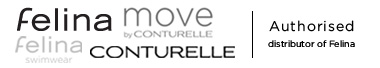 felina move
by CONTURELLE
felina
swimwear
CONTURELLE
Authorised
distributor of Felina